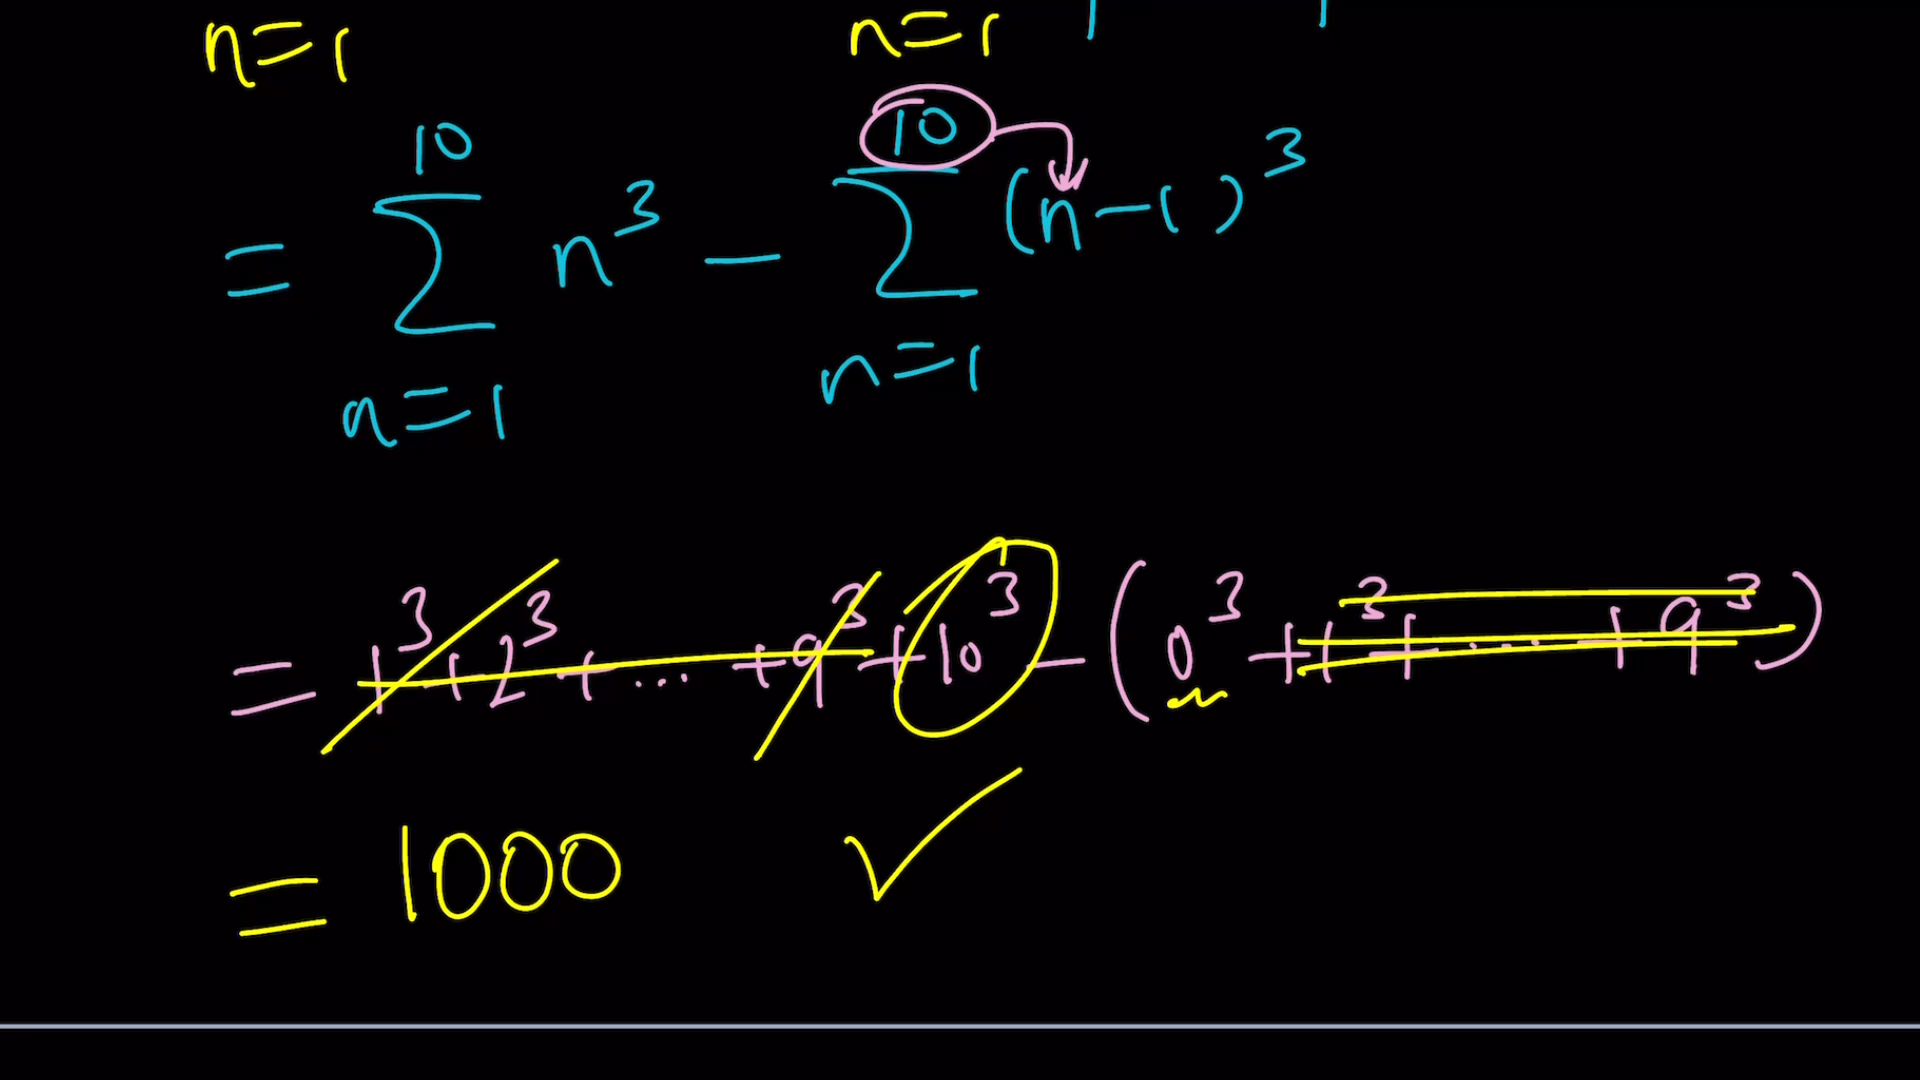 n=1 n=1
10 10
= ∑ n³ − ∑ (n−1)³
n=1 n=1
= 1³+2³+...+9³+10³−(0³+1³+...+9³)
= 1000 ✓